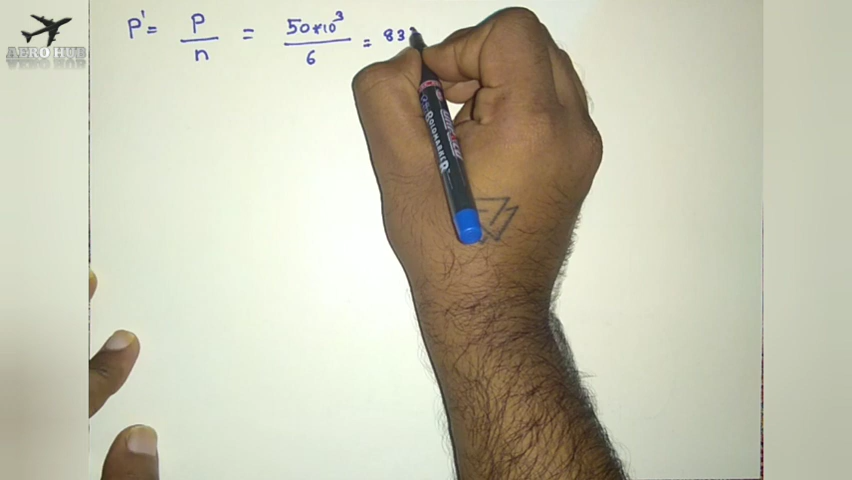 AERO HUB
P' = P/n = 50*10³/6 = 83